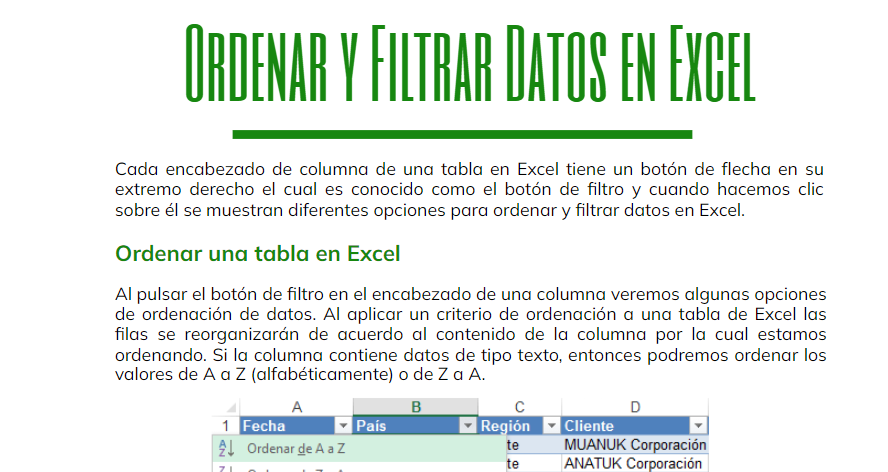 Ordenar y Filtrar Datos en Excel
Cada encabezado de columna de una tabla en Excel tiene un botón de flecha en su
extremo derecho el cual es conocido como el botón de filtro y cuando hacemos clic
sobre él se muestran diferentes opciones para ordenar y filtrar datos en Excel.
Ordenar una tabla en Excel
Al pulsar el botón de filtro en el encabezado de una columna veremos algunas opciones
de ordenación de datos. Al aplicar un criterio de ordenación a una tabla de Excel las
filas se reorganizarán de acuerdo al contenido de la columna por la cual estamos
ordenando. Si la columna contiene datos de tipo texto, entonces podremos ordenar los
valores de A a Z (alfabéticamente) o de Z a A.
A B C D
1 Fecha País Región Cliente
A Z Ordenar de A a Z te MUANUK Corporación
te ANATUK Corporación